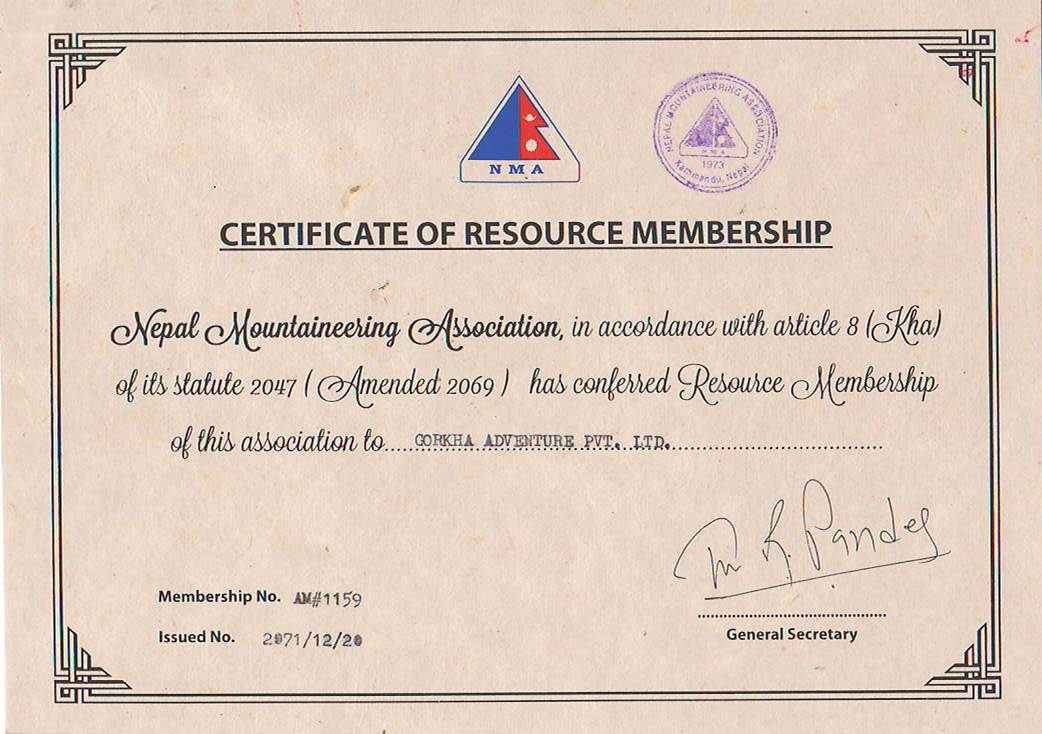 NMA
NEPAL MOUNTAINEERING ASSOCIATION
NMA
1973
Kathmandu, Nepal
CERTIFICATE OF RESOURCE MEMBERSHIP
Nepal Mountaineering Association, in accordance with article 8 (Kha)
of its statute 2047 ( Amended 2069 ) has conferred Resource Membership
of this association to.....GORKHA ADVENTURE PVT. LTD.....
M R. Pandey
Membership No. AM#1159
Issued No. 2071/12/20
General Secretary